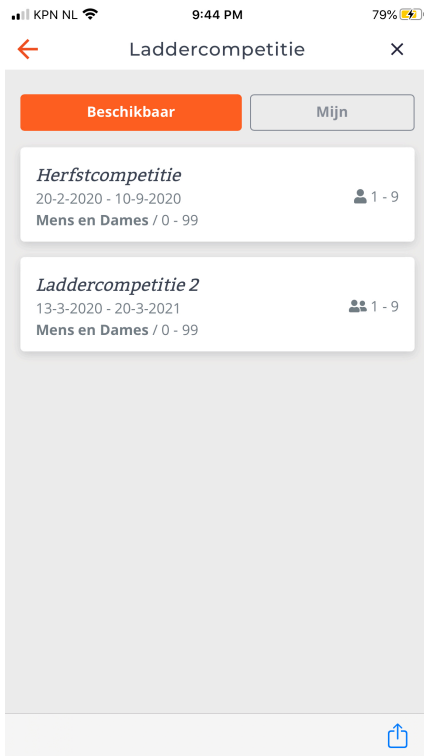 KPN NL 9:44 PM 79%
Laddercompetitie
Beschikbaar Mijn
Herfstcompetitie
20-2-2020 - 10-9-2020
1 - 9
Mens en Dames / 0 - 99
Laddercompetitie 2
13-3-2020 - 20-3-2021
1 - 9
Mens en Dames / 0 - 99